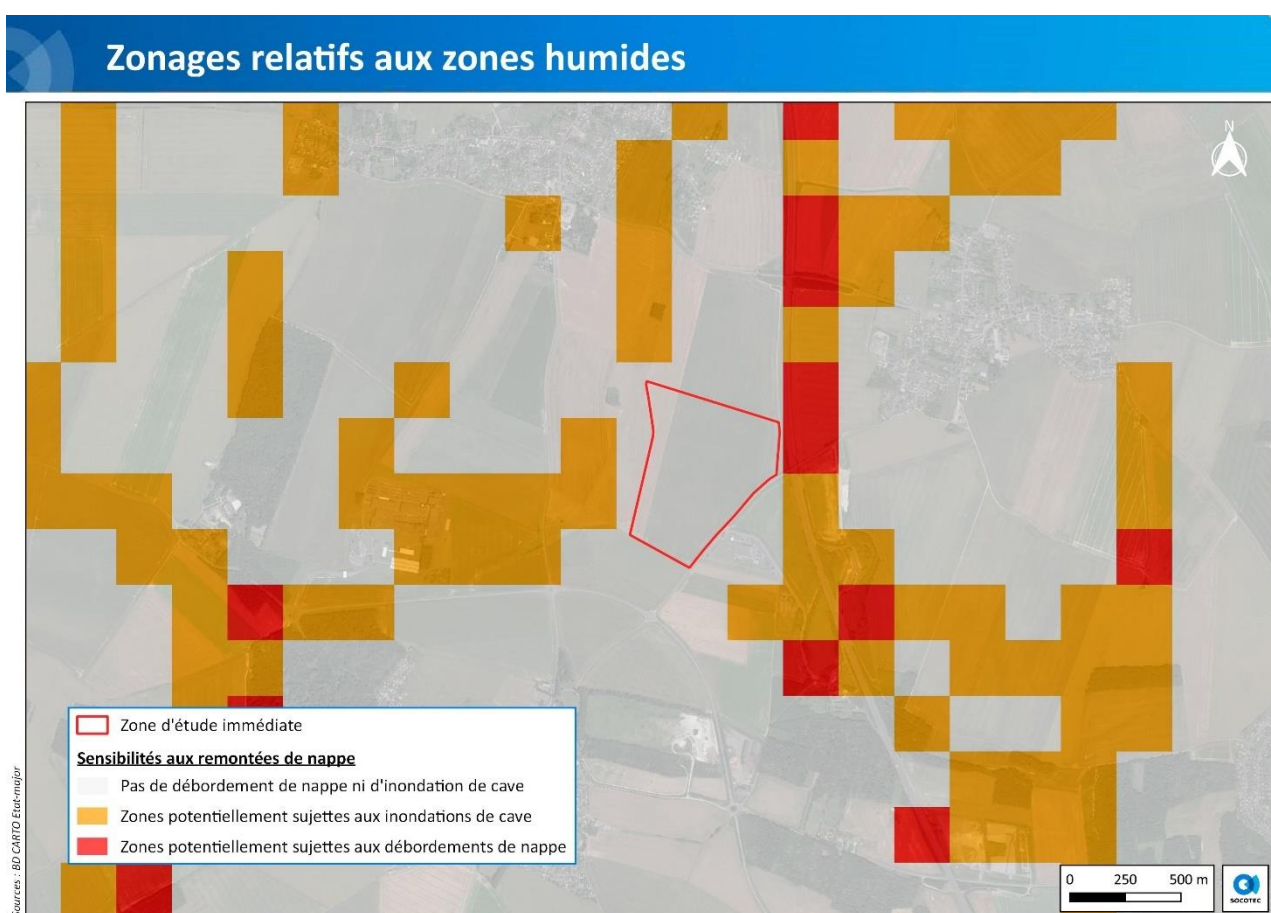 Zonages relatifs aux zones humides
N
Zone d'étude immédiate
Sensibilités aux remontées de nappe
Pas de débordement de nappe ni d'inondation de cave
Zones potentiellement sujettes aux inondations de cave
Zones potentiellement sujettes aux débordements de nappe
Sources : BD CARTO Etat-major
0 250 500 m
SOCOTEC